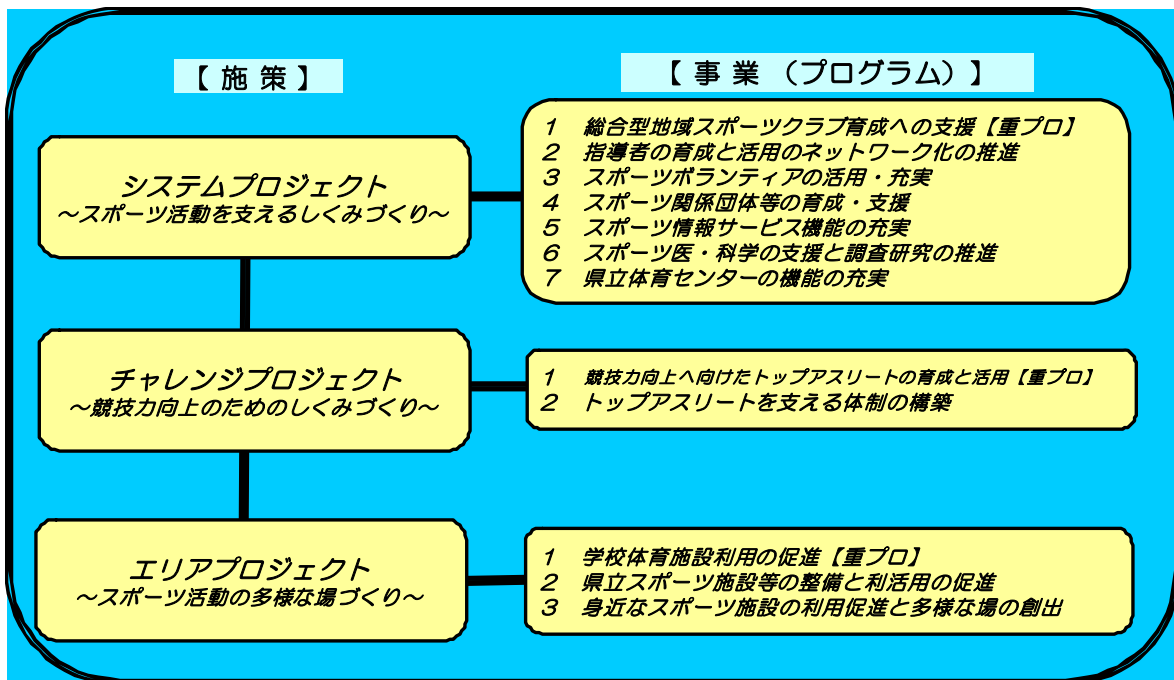 【 施 策 】
【 事 業 （プログラム） 】
システムプロジェクト
～スポーツ活動を支えるしくみづくり～
1 総合型地域スポーツクラブ育成への支援【重プロ】
2 指導者の育成と活用のネットワーク化の推進
3 スポーツボランティアの活用・充実
4 スポーツ関係団体等の育成・支援
5 スポーツ情報サービス機能の充実
6 スポーツ医・科学の支援と調査研究の推進
7 県立体育センターの機能の充実
チャレンジプロジェクト
～競技力向上のためのしくみづくり～
1 競技力向上へ向けたトップアスリートの育成と活用【重プロ】
2 トップアスリートを支える体制の構築
エリアプロジェクト
～スポーツ活動の多様な場づくり～
1 学校体育施設利用の促進【重プロ】
2 県立スポーツ施設等の整備と利活用の促進
3 身近なスポーツ施設の利用促進と多様な場の創出